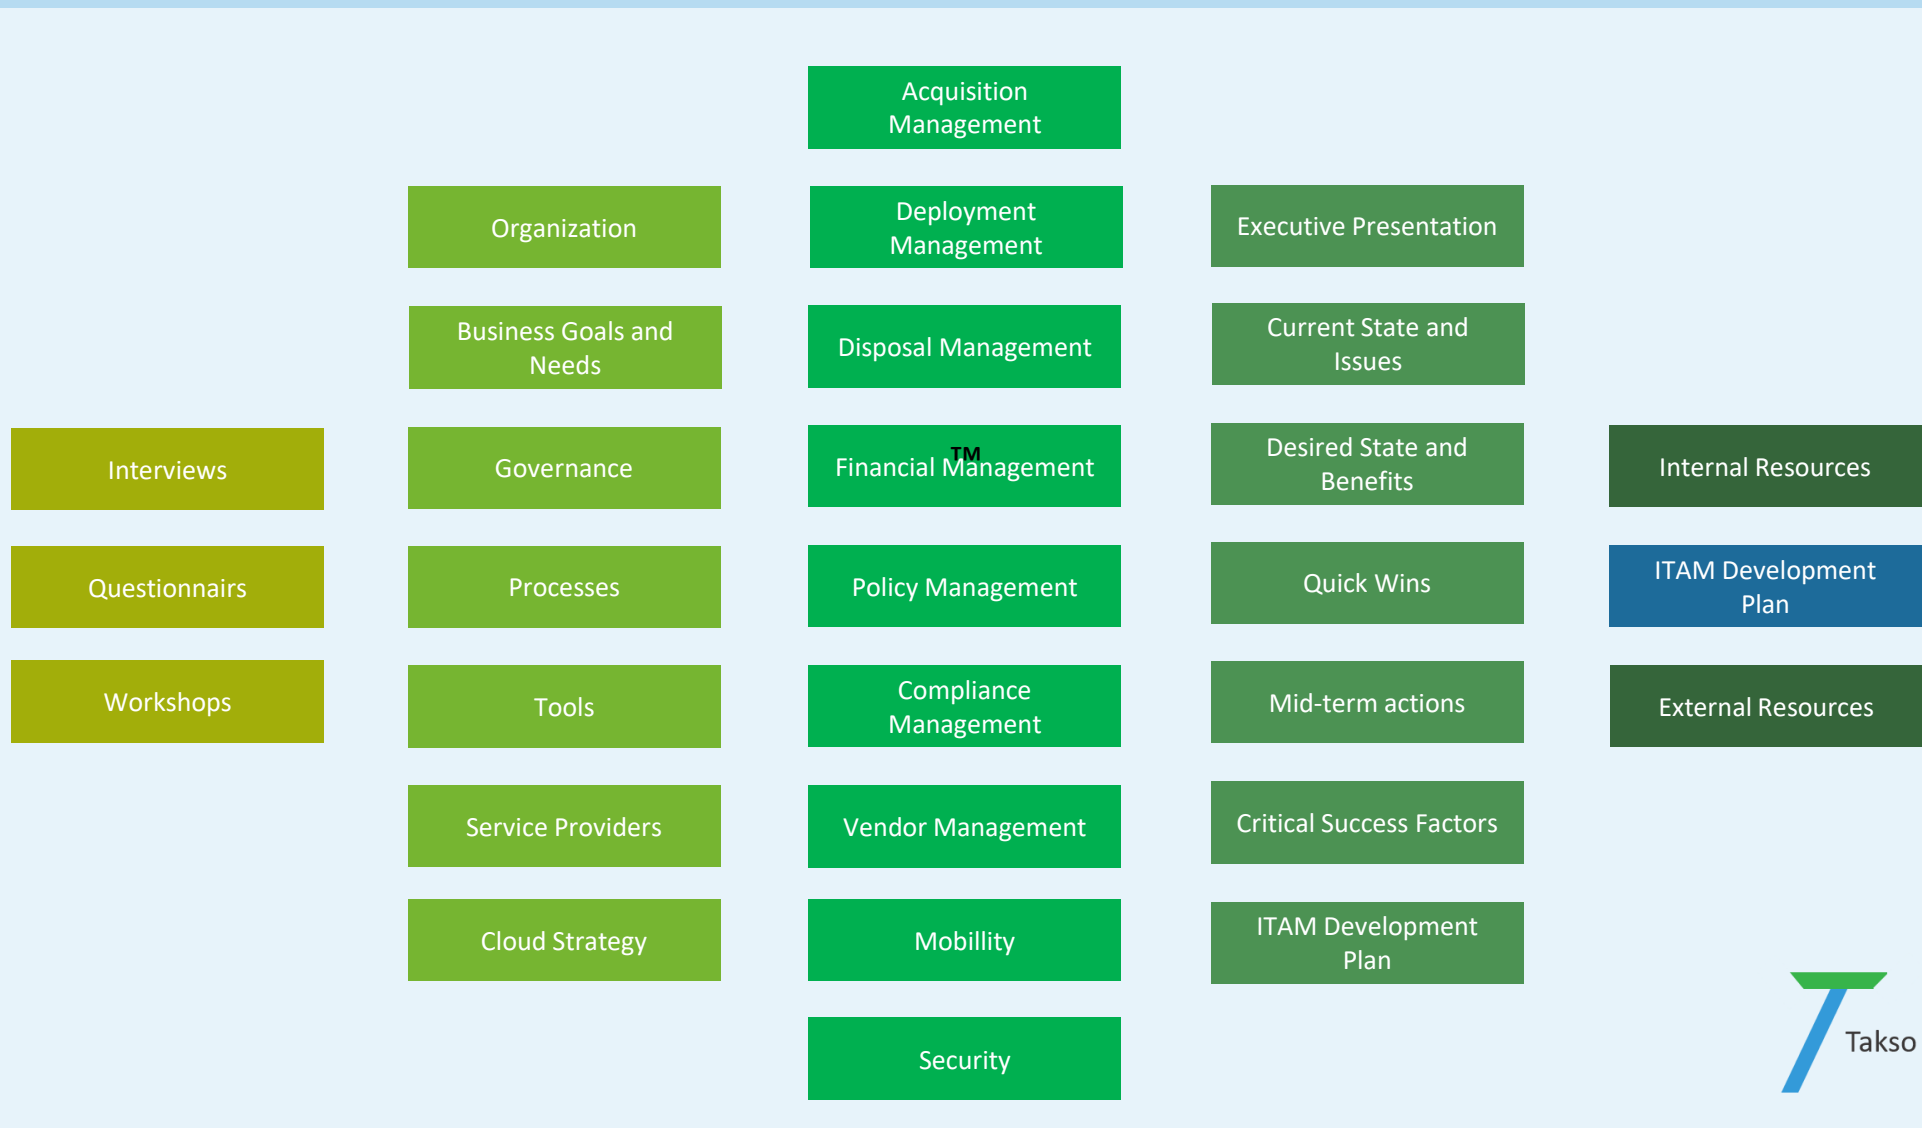 Interviews
Questionnairs
Workshops
Organization
Business Goals and
Needs
Governance
Processes
Tools
Service Providers
Cloud Strategy
Acquisition
Management
Deployment
Management
Disposal Management
Financial Management
TM
Policy Management
Compliance
Management
Vendor Management
Mobillity
Security
Executive Presentation
Current State and
Issues
Desired State and
Benefits
Quick Wins
Mid-term actions
Critical Success Factors
ITAM Development
Plan
Internal Resources
ITAM Development
Plan
External Resources
Takso